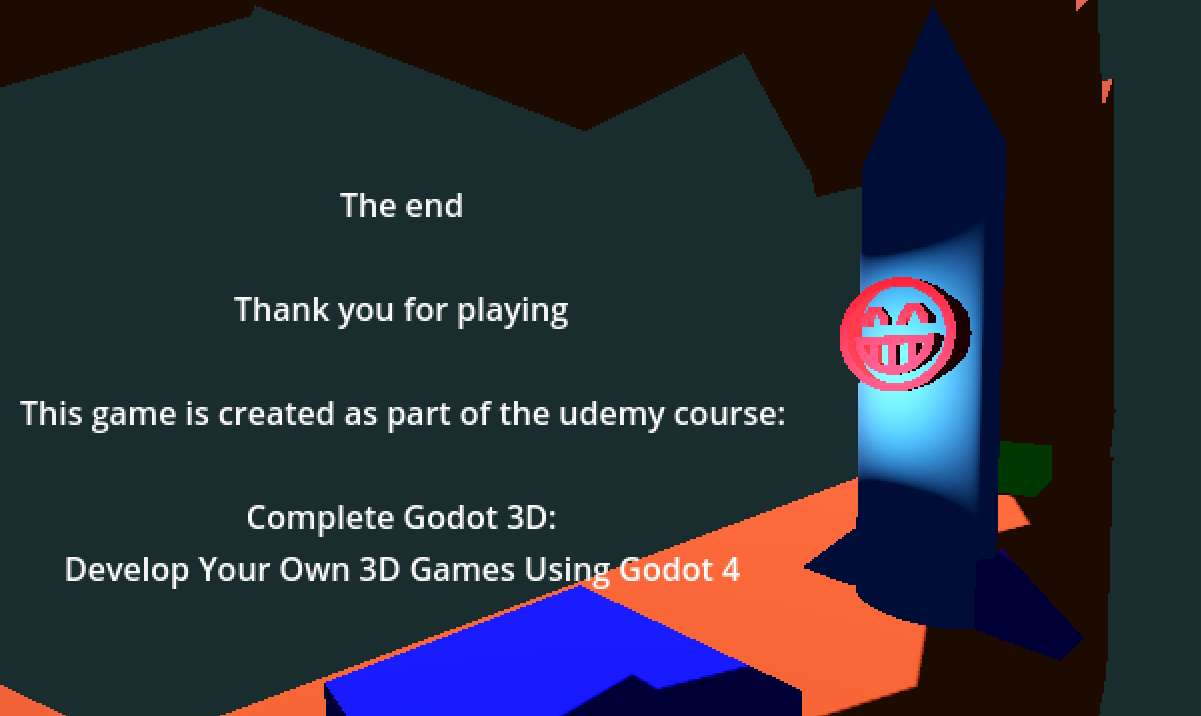 The end
Thank you for playing
This game is created as part of the udemy course:
Complete Godot 3D:
Develop Your Own 3D Games Using Godot 4